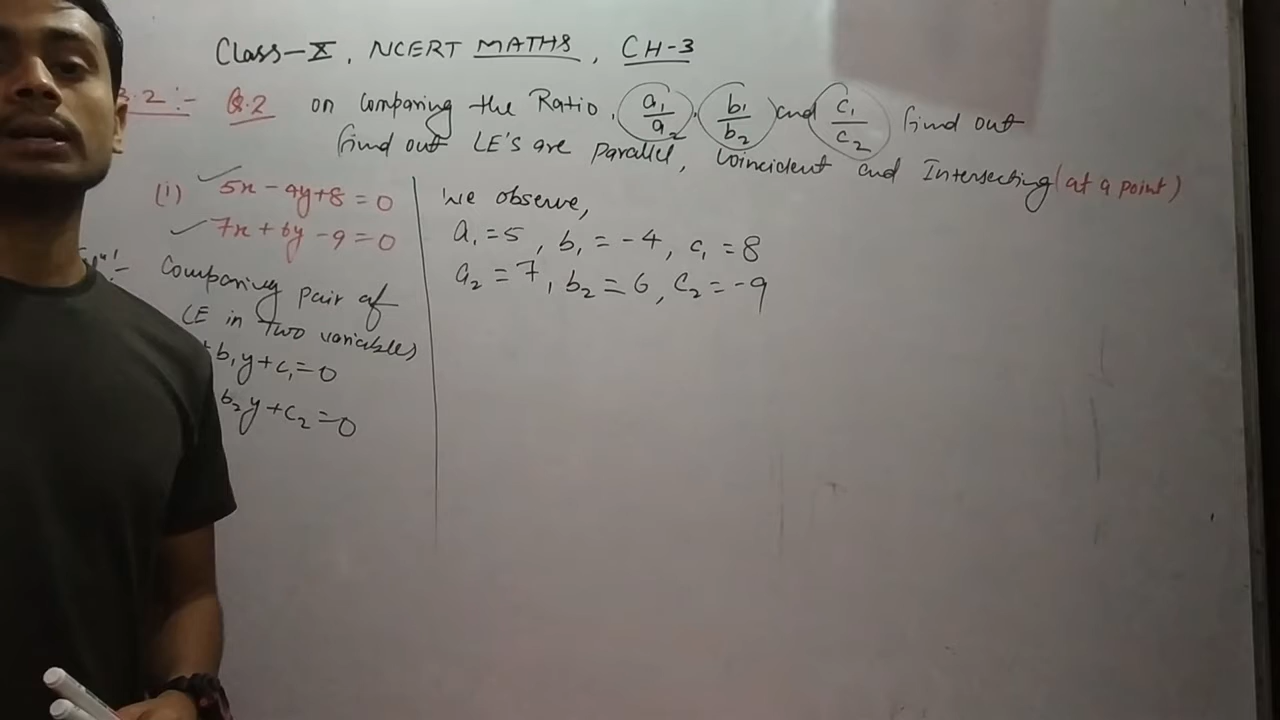 Class-X, NCERT MATHS, CH-3
3.2:- Q.2 on Comparing the Ratio, a₁/a₂, b₁/b₂ and c₁/c₂ find out
find out LE's are parallel, Coincident and Intersecting (at a point)
(i) 5x - 4y + 8 = 0
7x + 6y - 9 = 0
Comparing pair of
LE in two variables
+ b₁y + c₁ = 0
b₂y + c₂ = 0
We observe,
a₁ = 5, b₁ = -4, c₁ = 8
a₂ = 7, b₂ = 6, c₂ = -9